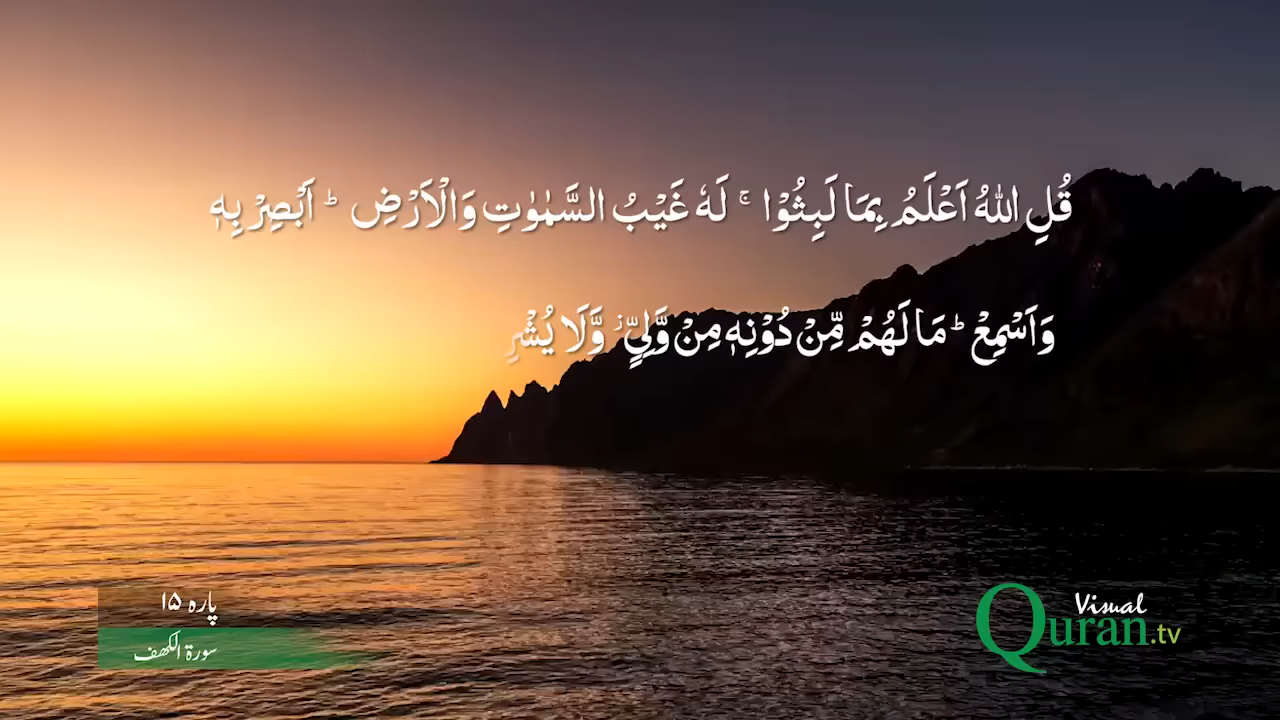 قُلِ اللّٰهُ اَعْلَمُ بِمَا لَبِثُوْا ۚ لَهٗ غَيْبُ السَّمٰوٰتِ وَالْاَرْضِ ؕ اَبْصِرْ بِهٖ
وَاَسْمِعْ ؕ مَا لَهُمْ مِّنْ دُوْنِهٖ مِنْ وَّلِيٍّ ؗ وَّلَا يُشْرِ
پارہ ۱۵
سورۃ الکھف
Visual
Quran.tv